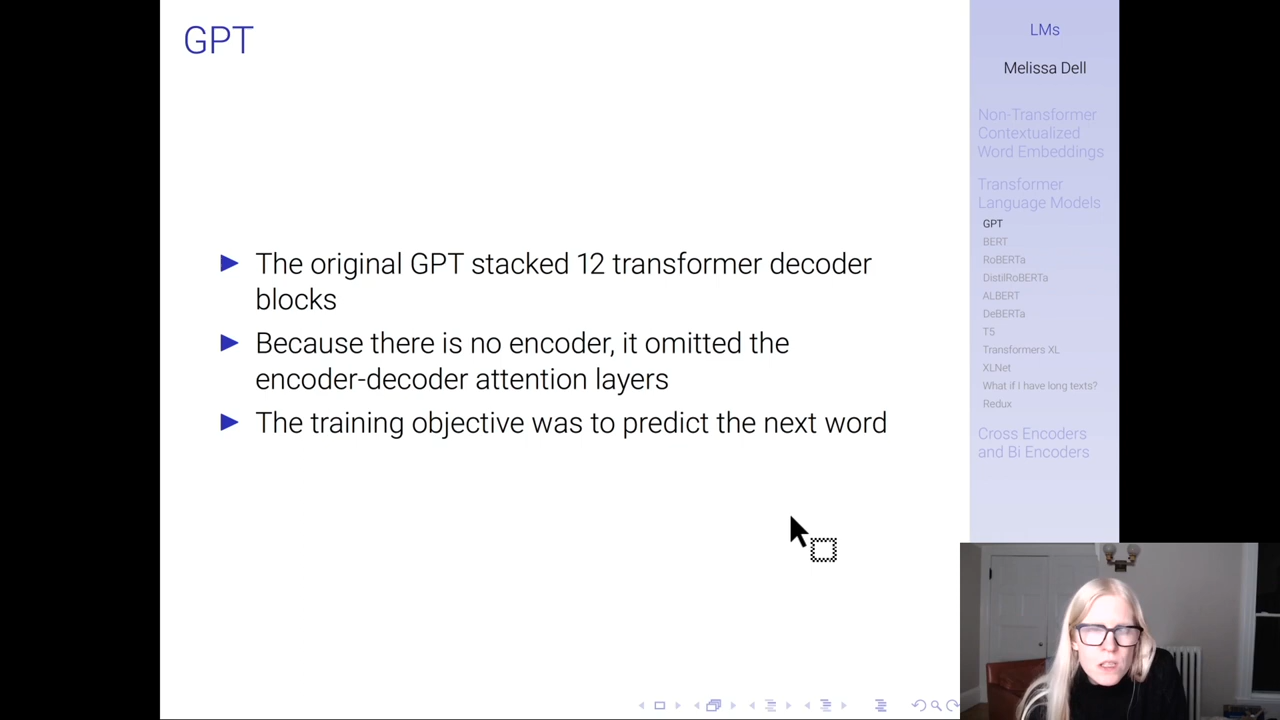 GPT
The original GPT stacked 12 transformer decoder
blocks
Because there is no encoder, it omitted the
encoder-decoder attention layers
The training objective was to predict the next word
LMs
Melissa Dell
Non-Transformer
Contextualized
Word Embeddings
Transformer
Language Models
GPT
BERT
RoBERTa
DistilRoBERTa
ALBERT
DeBERTa
T5
Transformers XL
XLNet
What if I have long texts?
Redux
Cross Encoders
and Bi Encoders